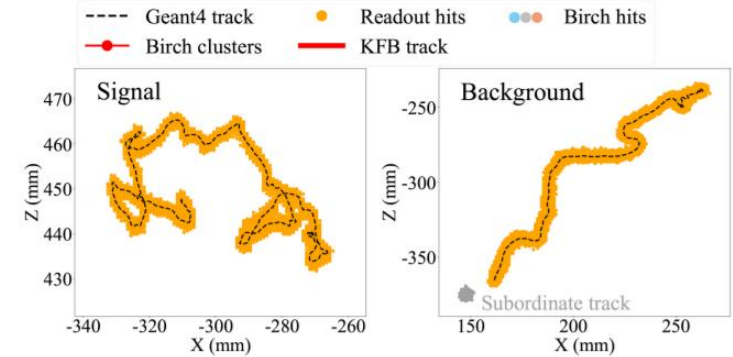 Geant4 track Readout hits Birch hits
Birch clusters KFB track
Signal
470
460
450
440
430
Z (mm)
-340 -320 -300 -280 -260
X (mm)
Background
-250
-300
-350
Z (mm)
Subordinate track
150 200 250
X (mm)